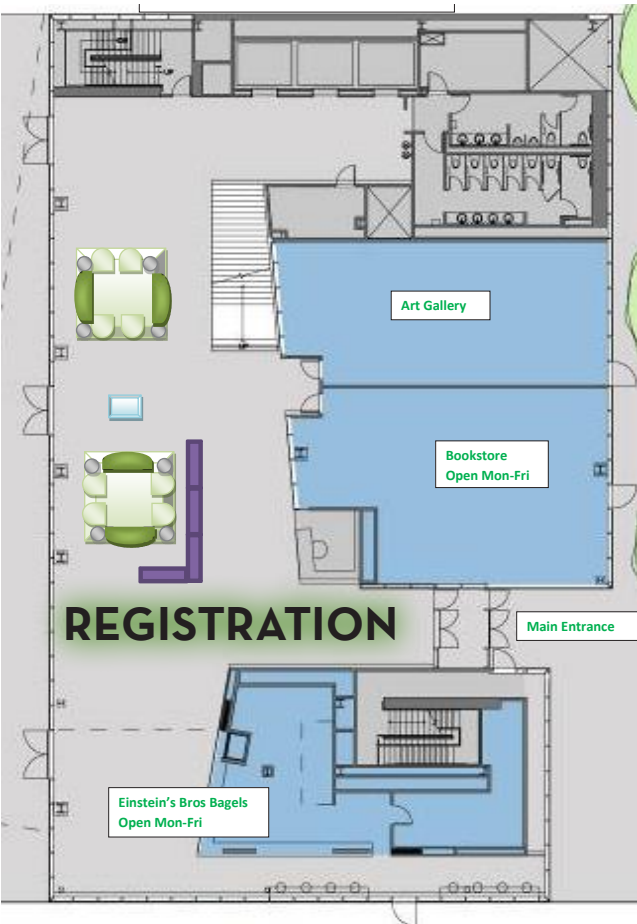 Art Gallery
Bookstore
Open Mon-Fri
REGISTRATION
Main Entrance
Einstein's Bros Bagels
Open Mon-Fri